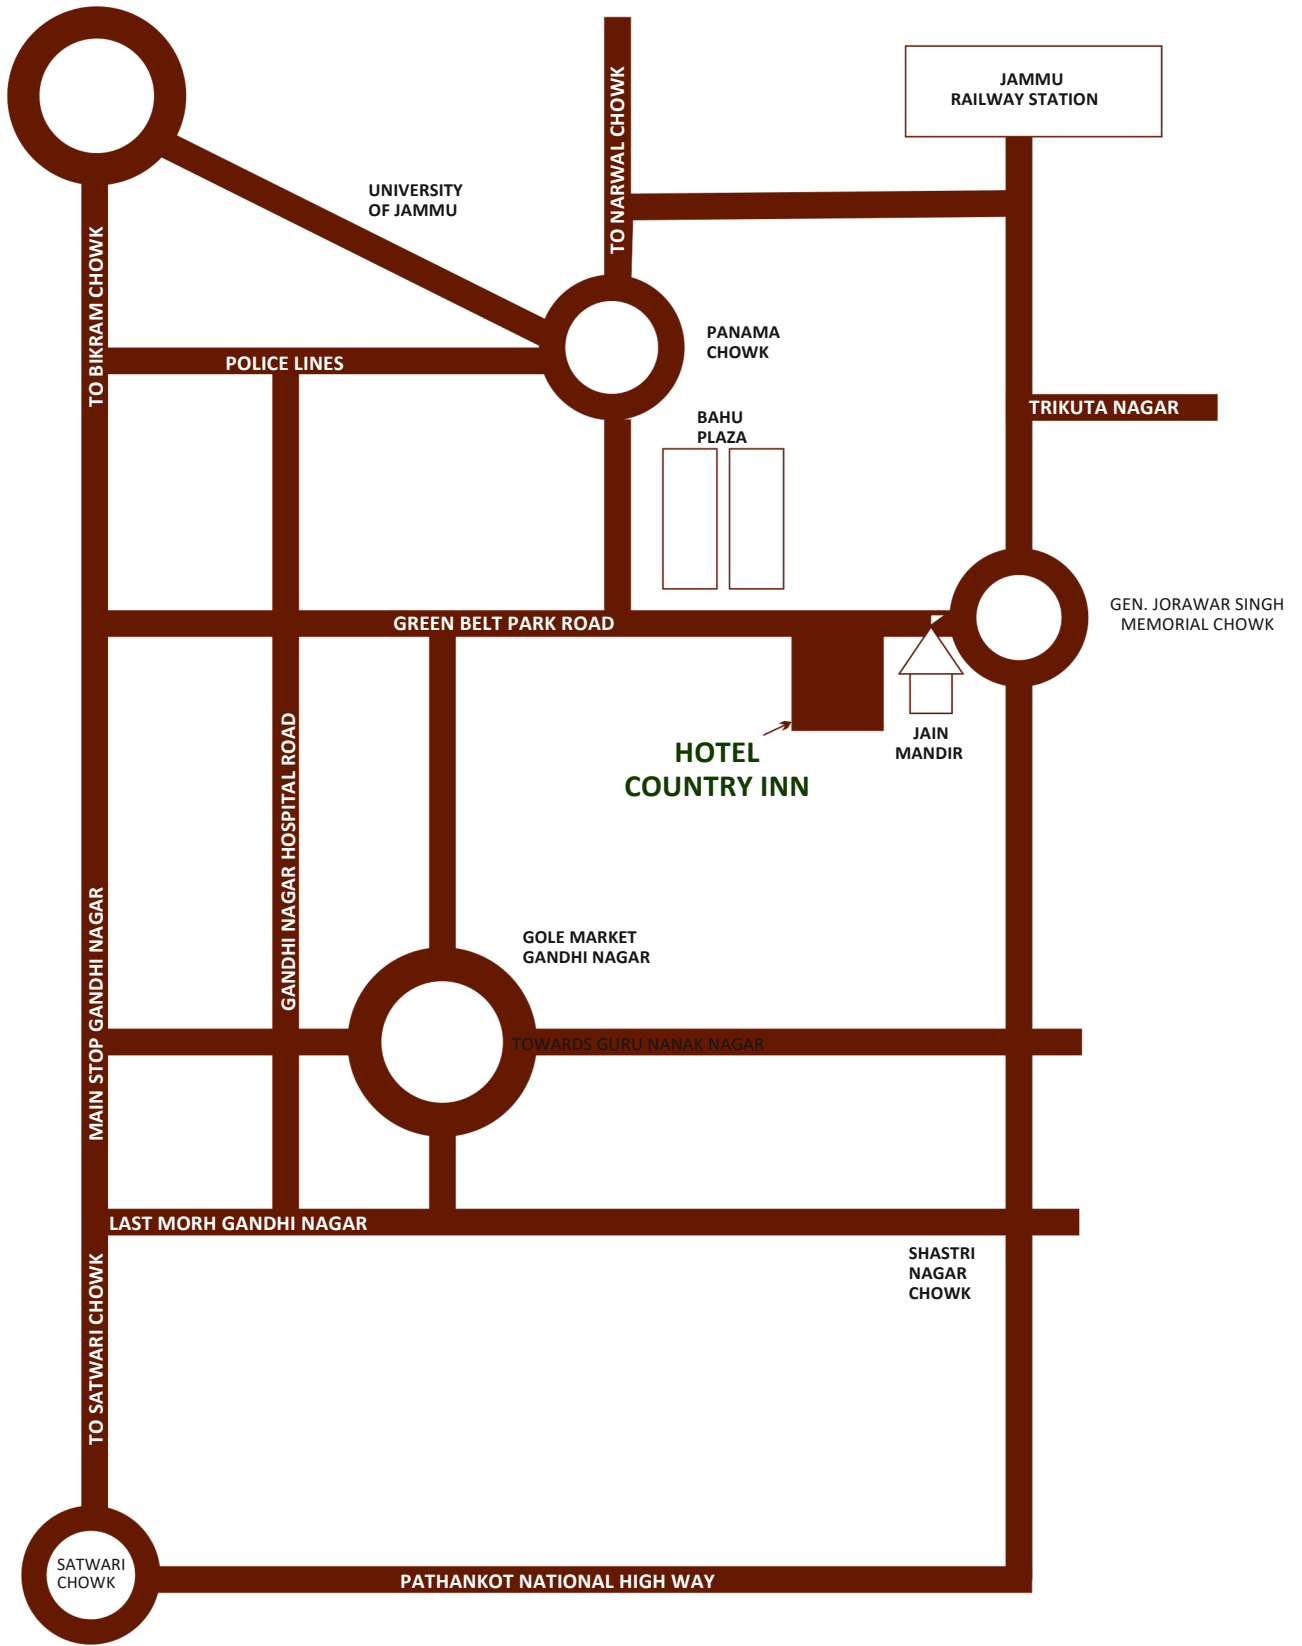 JAMMU
RAILWAY STATION
TO NARWAL CHOWK
UNIVERSITY
OF JAMMU
TO BIKRAM CHOWK
PANAMA
CHOWK
POLICE LINES
TRIKUTA NAGAR
BAHU
PLAZA
GEN. JORAWAR SINGH
MEMORIAL CHOWK
GREEN BELT PARK ROAD
JAIN
MANDIR
HOTEL
COUNTRY INN
GANDHI NAGAR HOSPITAL ROAD
MAIN STOP GANDHI NAGAR
GOLE MARKET
GANDHI NAGAR
TOWARDS GURU NANAK NAGAR
LAST MORH GANDHI NAGAR
SHASTRI
NAGAR
CHOWK
TO SATWARI CHOWK
SATWARI
CHOWK
PATHANKOT NATIONAL HIGH WAY